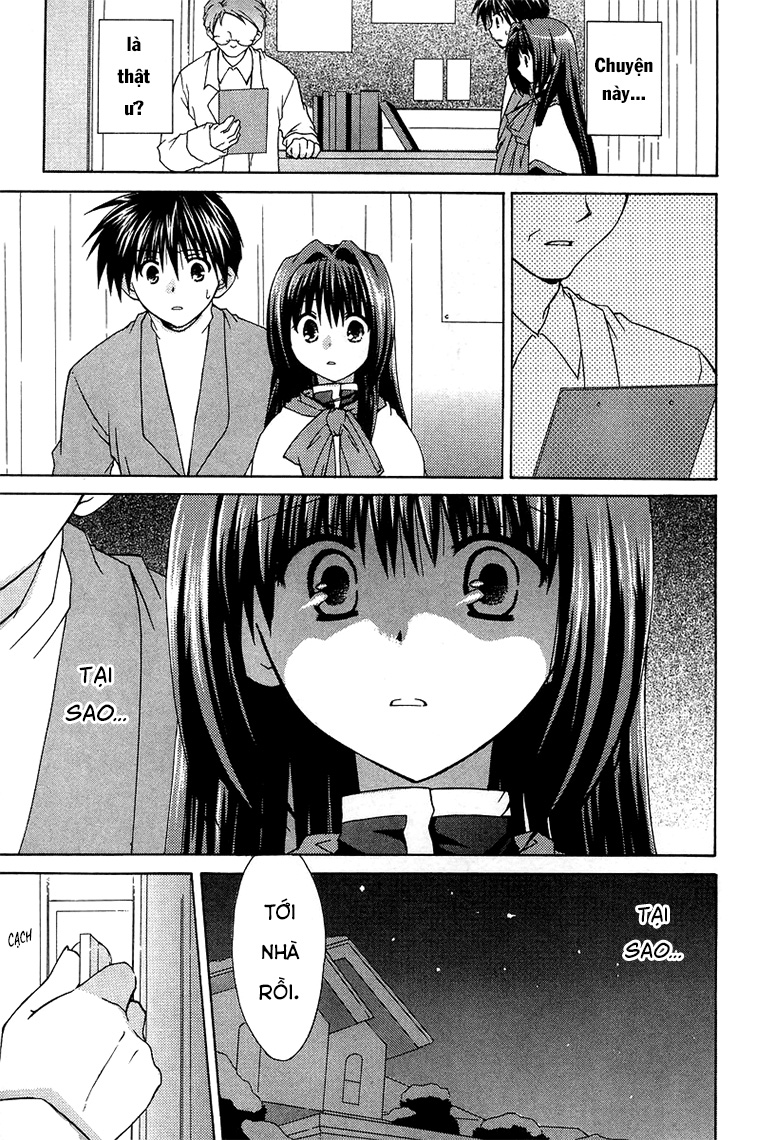 Chuyện
này...
là
thật
ư?
TẠI
SAO...
TẠI
SAO...
TỚI
NHÀ
RỒI.
CẠCH